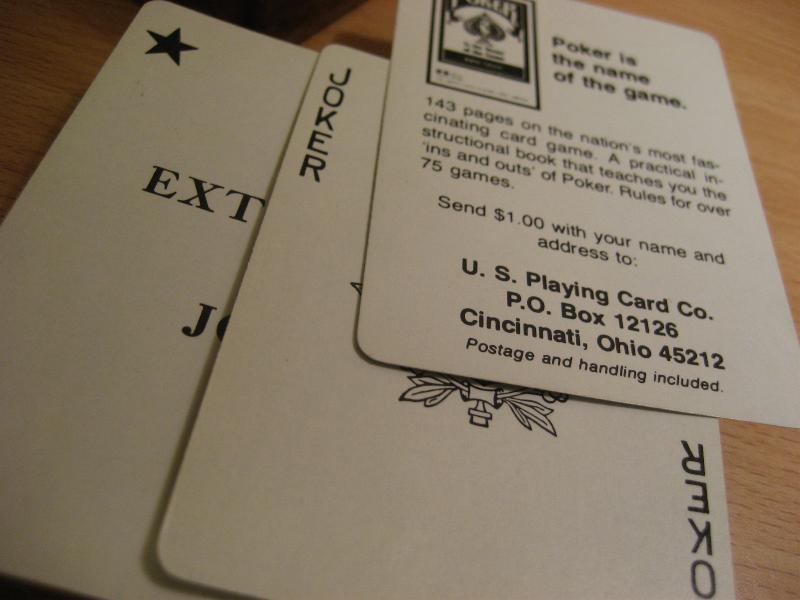 EXT
JO
JOKER
OKER
POKER
Poker is
the name
of the game.
143 pages on the nation's most fas-
cinating card game. A practical in-
structional book that teaches you the
'ins and outs' of Poker. Rules for over
75 games.
Send $1.00 with your name and
address to:
U. S. Playing Card Co.
P.O. Box 12126
Cincinnati, Ohio 45212
Postage and handling included.